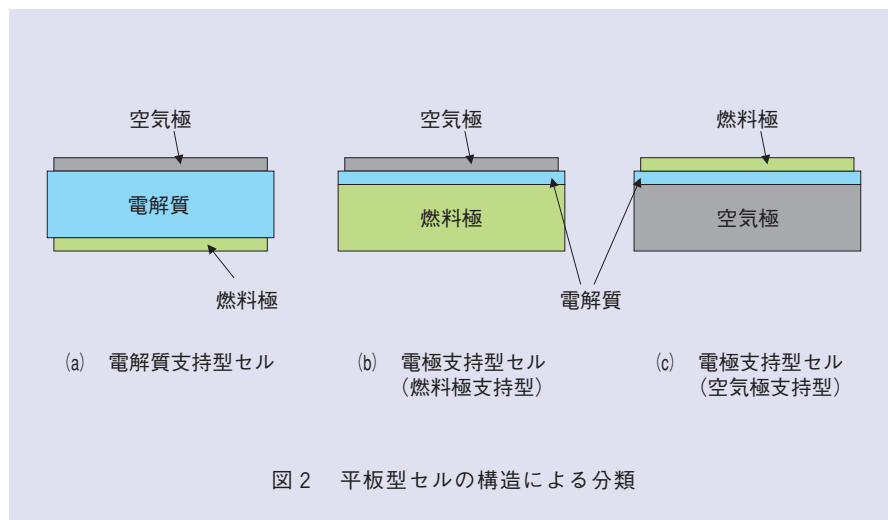 空気極
電解質
燃料極
(a) 電解質支持型セル
空気極
燃料極
電解質
(b) 電極支持型セル
(燃料極支持型)
燃料極
空気極
(c) 電極支持型セル
(空気極支持型)
図2 平板型セルの構造による分類